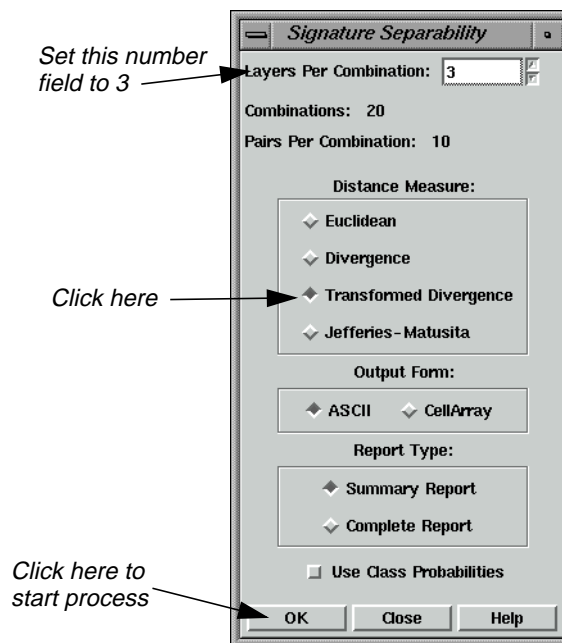 Signature Separability
Set this number
field to 3
Layers Per Combination: 3
Combinations: 20
Pairs Per Combination: 10
Distance Measure:
Euclidean
Divergence
Click here
Transformed Divergence
Jefferies-Matusita
Output Form:
ASCII CellArray
Report Type:
Summary Report
Complete Report
Click here to
start process
Use Class Probabilities
OK Close Help